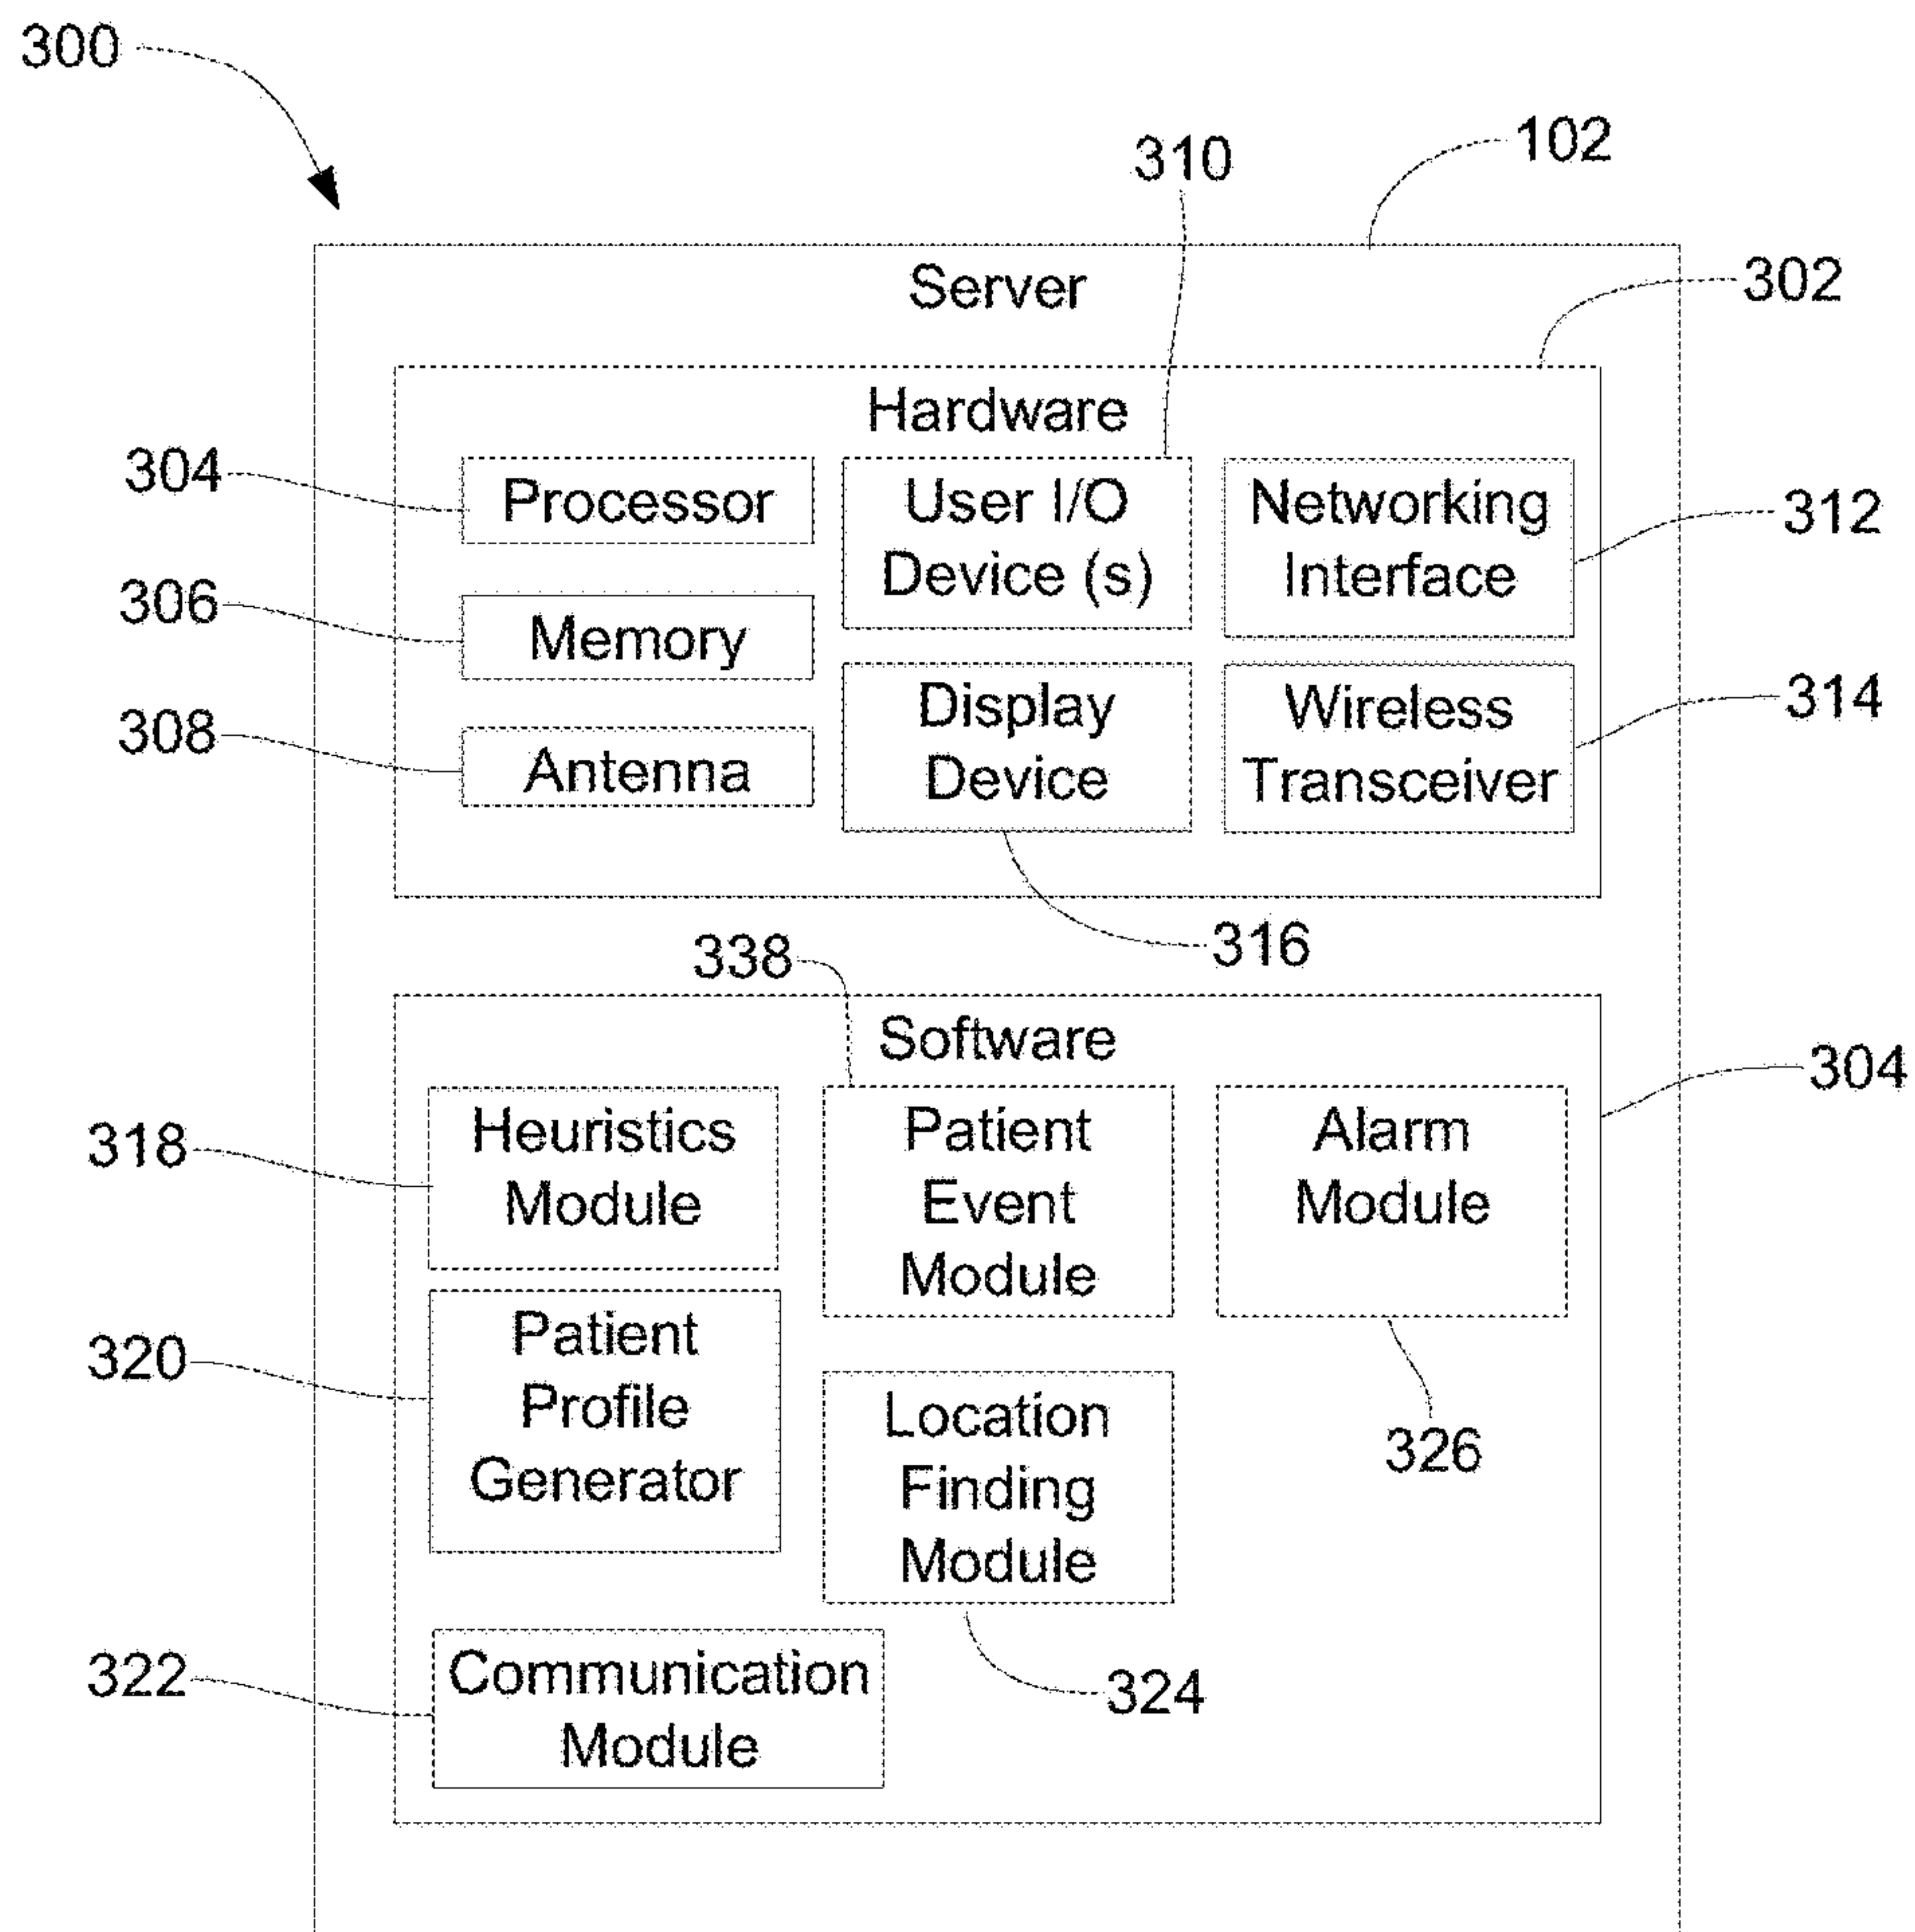 300
102
310
Server
302
Hardware
304
Processor
User I/O
Device (s)
Networking
Interface
312
306
Memory
308
Antenna
Display
Device
Wireless
Transceiver
314
316
338
Software
304
318
Heuristics
Module
Patient
Event
Module
Alarm
Module
320
Patient
Profile
Generator
Location
Finding
Module
326
322
Communication
Module
324